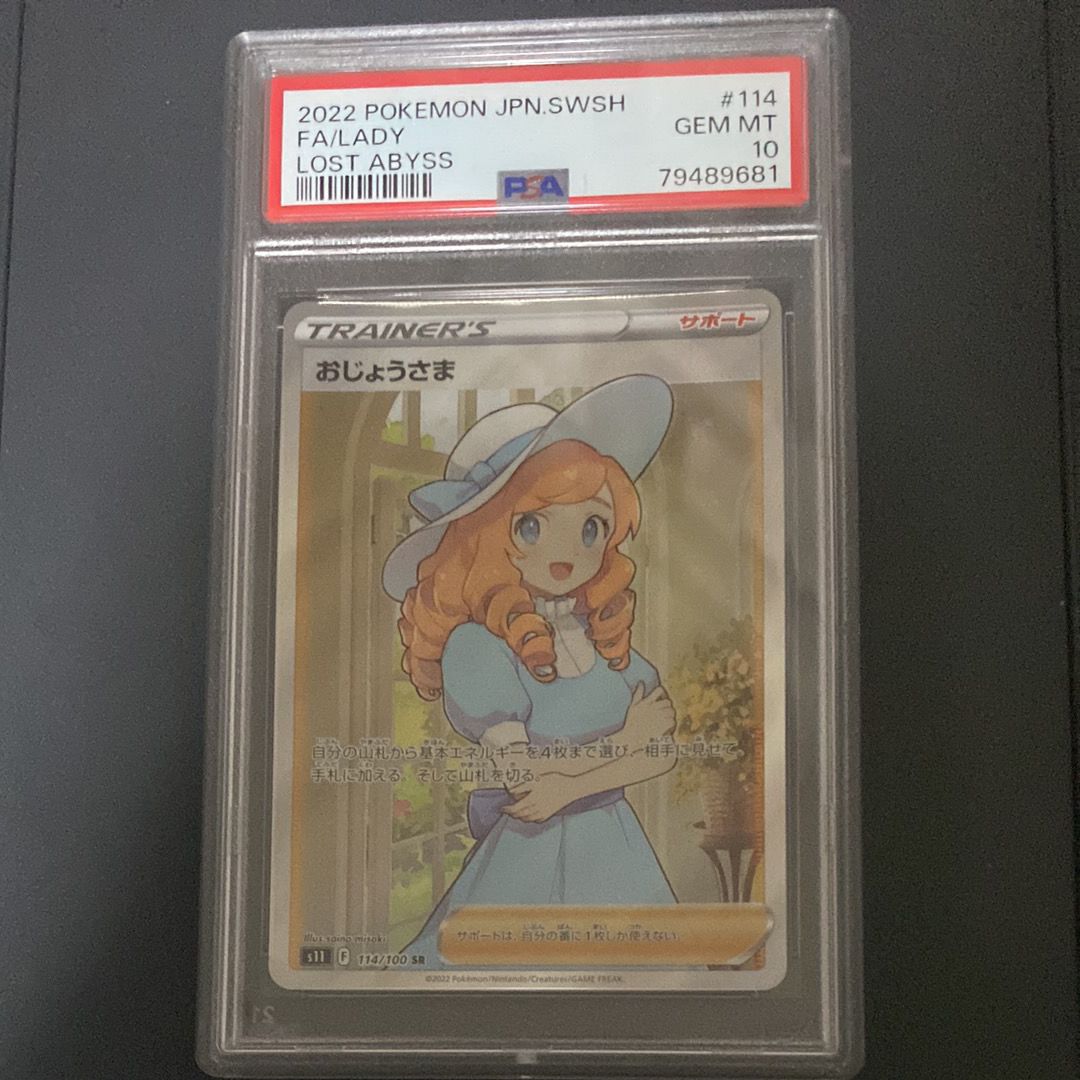 2022 POKEMON JPN.SWSH #114
FA/LADY GEM MT
LOST ABYSS 10
PSA 79489681
TRAINER'S サポート
おじょうさま
自分の山札から基本エネルギーを4枚まで選び、相手に見せて、
手札に加える。そして山札を切る。
サポートは、自分の番に1枚しか使えない。
Illus. saino misaki
s11 F 114/100 SR
©2022 Pokémon/Nintendo/Creatures/GAME FREAK.